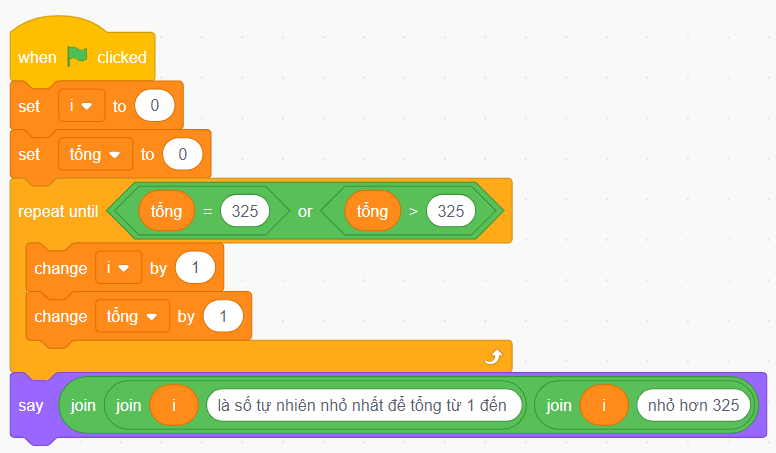 when clicked
set i to 0
set tổng to 0
repeat until tổng = 325 or tổng > 325
change i by 1
change tổng by 1
say join join i là số tự nhiên nhỏ nhất để tổng từ 1 đến join i nhỏ hơn 325